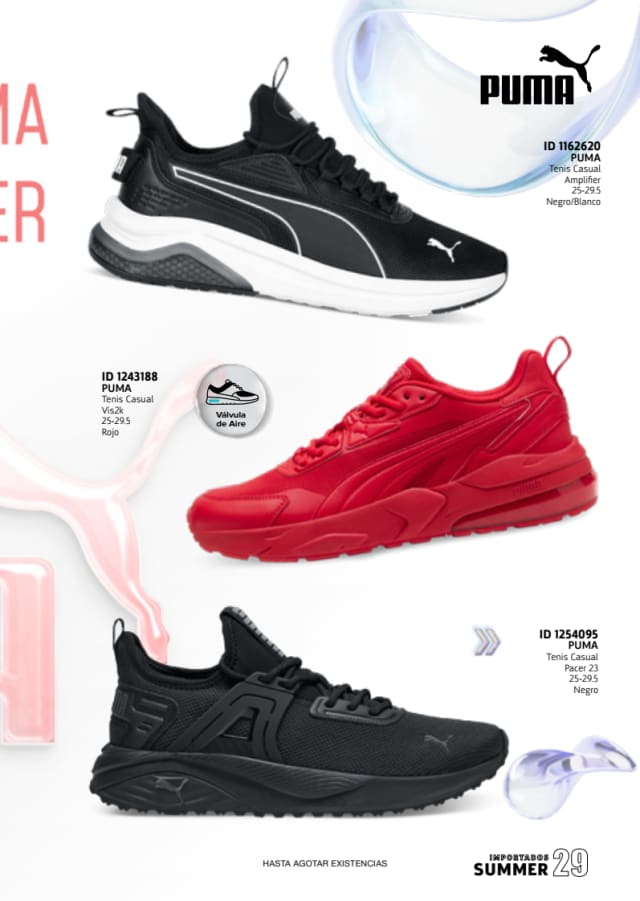 PUMA
ID 1162620
PUMA
Tenis Casual
Amplifier
25-29.5
Negro/Blanco
MA
ER
ID 1243188
PUMA
Tenis Casual
Vis2k
25-29.5
Rojo
Válvula
de Aire
ID 1254095
PUMA
Tenis Casual
Pacer 23
25-29.5
Negro
A
HASTA AGOTAR EXISTENCIAS
IMPORTADOS
SUMMER 29